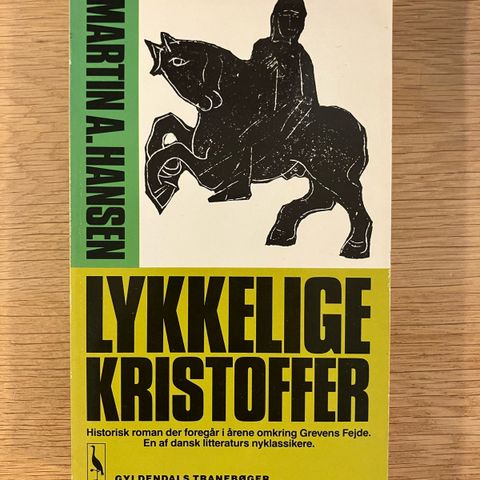 MARTIN A. HANSEN
LYKKELIGE
KRISTOFFER
Historisk roman der foregår i årene omkring Grevens Fejde.
En af dansk litteraturs nyklassikere.
GYLDENDALS TRANEBØGER